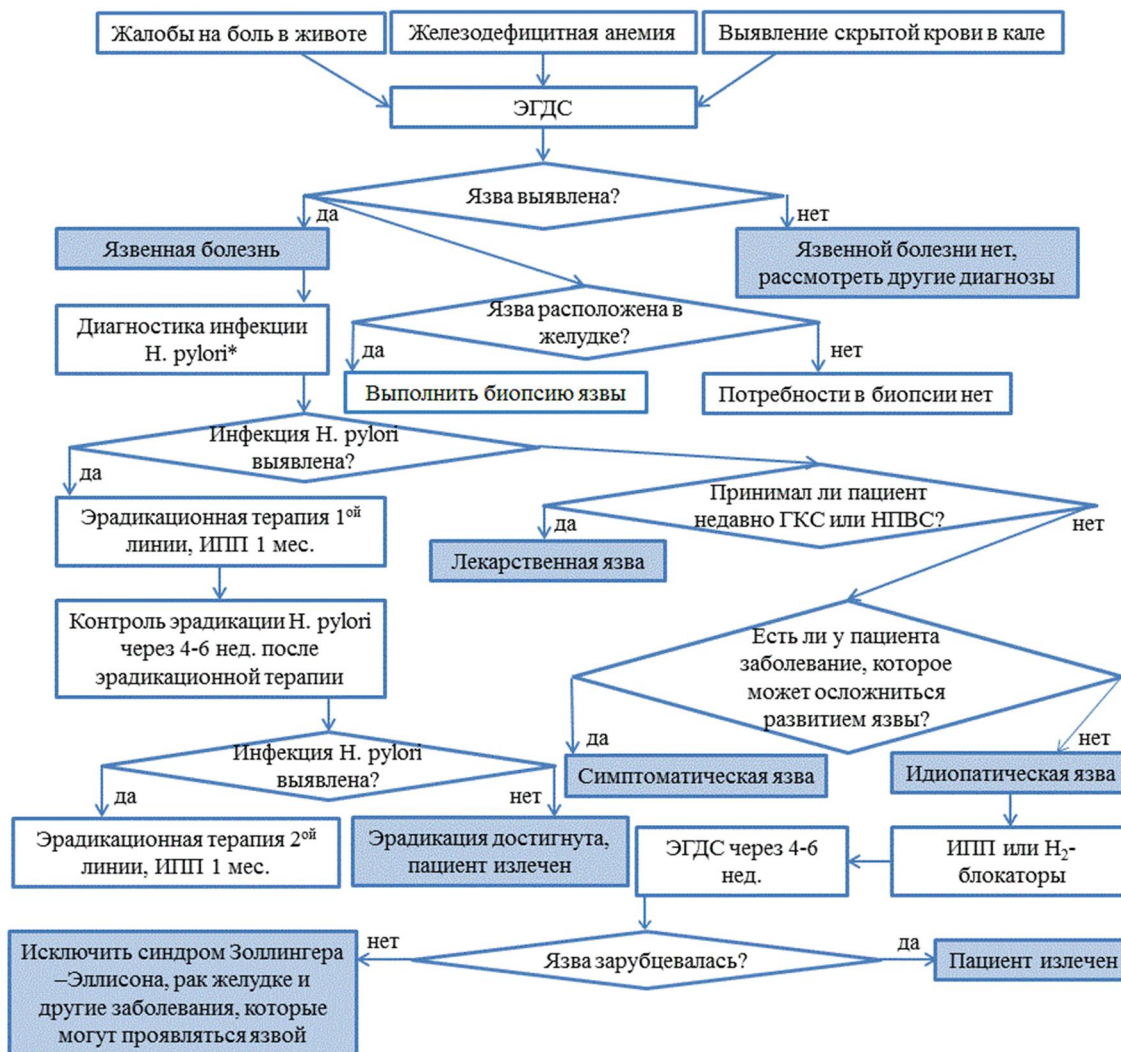 Жалобы на боль в животе
Железодефицитная анемия
Выявление скрытой крови в кале
ЭГДС
Язва выявлена?
да
нет
Язвенная болезнь
Язвенной болезни нет,
рассмотреть другие диагнозы
Диагностика инфекции
H. pylori*
Язва расположена в
желудке?
да
нет
Выполнить биопсию язвы
Потребности в биопсии нет
Инфекция H. pylori
выявлена?
да
Принимал ли пациент
недавно ГКС или НПВС?
да
нет
Эрадикационная терапия 1ой
линии, ИПП 1 мес.
Лекарственная язва
Контроль эрадикации H. pylori
через 4-6 нед. после
эрадикационной терапии
Есть ли у пациента
заболевание, которое
может осложниться
развитием язвы?
да
нет
Инфекция H. pylori
выявлена?
да
нет
Симптоматическая язва
Идиопатическая язва
Эрадикационная терапия 2ой
линии, ИПП 1 мес.
Эрадикация достигнута,
пациент излечен
ЭГДС через 4-6
нед.
ИПП или H2-
блокаторы
Исключить синдром Золлингера
–Эллисона, рак желудке и
другие заболевания, которые
могут проявляться язвой
нет
Язва зарубцевалась?
да
Пациент излечен